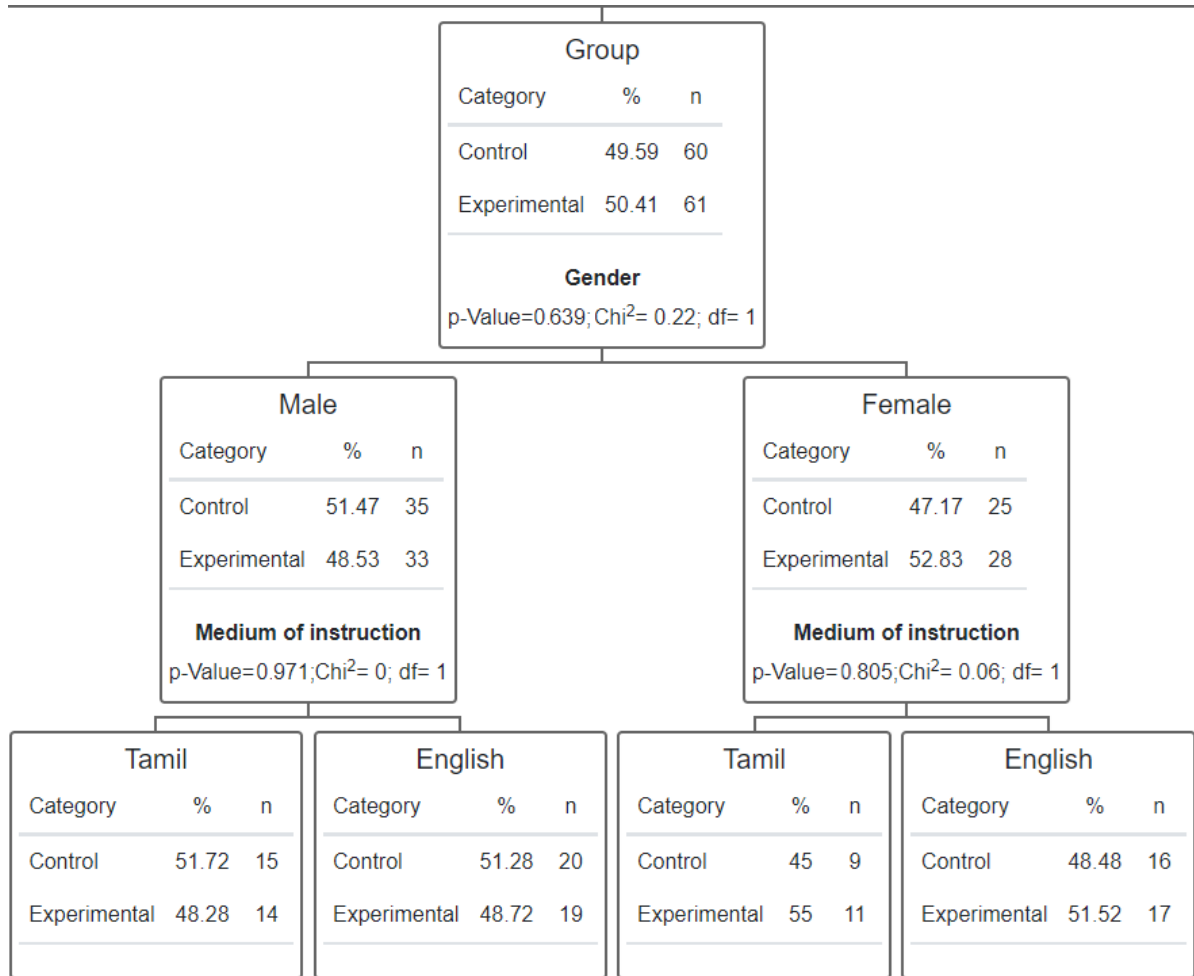 Group
Category % n
Control 49.59 60
Experimental 50.41 61
Gender
p-Value=0.639;Chi²= 0.22; df= 1
Male
Category % n
Control 51.47 35
Experimental 48.53 33
Medium of instruction
p-Value=0.971;Chi²= 0; df= 1
Female
Category % n
Control 47.17 25
Experimental 52.83 28
Medium of instruction
p-Value=0.805;Chi²= 0.06; df= 1
Tamil
Category % n
Control 51.72 15
Experimental 48.28 14
English
Category % n
Control 51.28 20
Experimental 48.72 19
Tamil
Category % n
Control 45 9
Experimental 55 11
English
Category % n
Control 48.48 16
Experimental 51.52 17